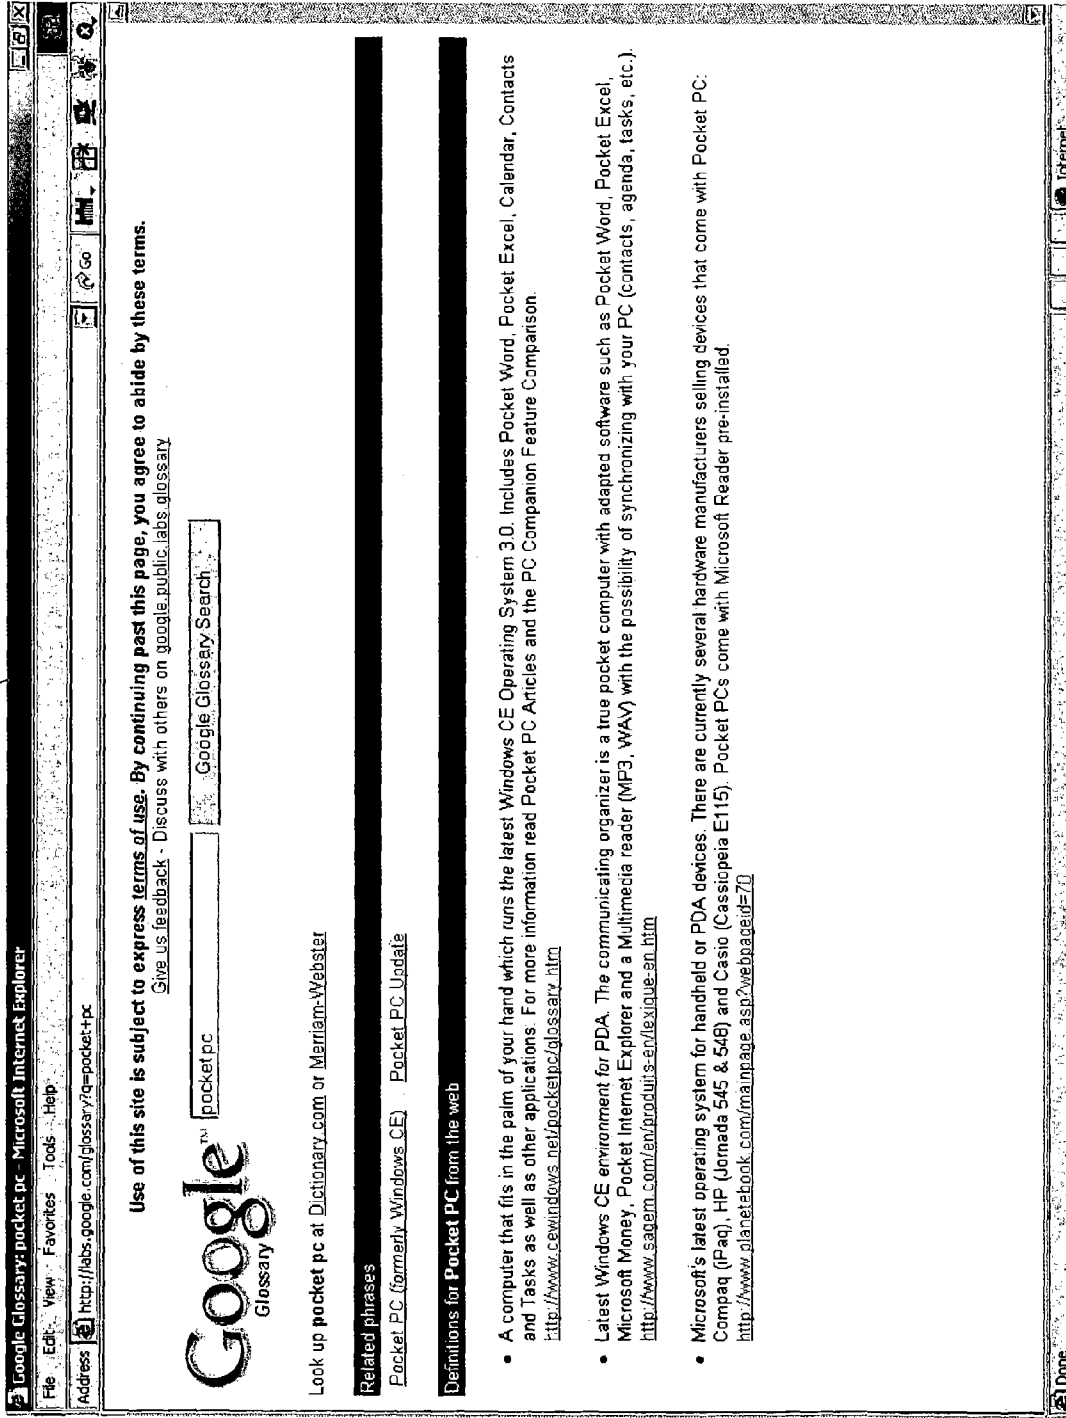 Google Glossary: pocket pc - Microsoft Internet Explorer
File Edit View Favorites Tools Help
Address http://labs.google.com/glossary?q=pocket+pc Go
Use of this site is subject to express terms of use. By continuing past this page, you agree to abide by these terms.
Give us feedback - Discuss with others on google.public.labs.glossary
Google™ pocket pc Google Glossary Search
Glossary
Look up pocket pc at Dictionary.com or Merriam-Webster
Related phrases
Pocket PC (formerly Windows CE) Pocket PC Update
Definitions for Pocket PC from the web
• A computer that fits in the palm of your hand which runs the latest Windows CE Operating System 3.0. Includes Pocket Word, Pocket Excel, Calendar, Contacts
and Tasks as well as other applications. For more information read Pocket PC Articles and the PC Companion Feature Comparison.
http://www.cewindows.net/pocketpc/glossary.htm
• Latest Windows CE environment for PDA. The communicating organizer is a true pocket computer with adapted software such as Pocket Word, Pocket Excel,
Microsoft Money, Pocket Internet Explorer and a Multimedia reader (MP3, WAV) with the possibility of synchronizing with your PC (contacts, agenda, tasks, etc.).
http://www.sagem.com/en/produits-en/lexique-en.htm
• Microsoft's latest operating system for handheld or PDA devices. There are currently several hardware manufacturers selling devices that come with Pocket PC:
Compaq (iPaq), HP (Jornada 545 & 548) and Casio (Cassiopeia E115). Pocket PCs come with Microsoft Reader pre-installed.
http://www.planetebook.com/mainpage.asp?webpageid=70
Done Internet